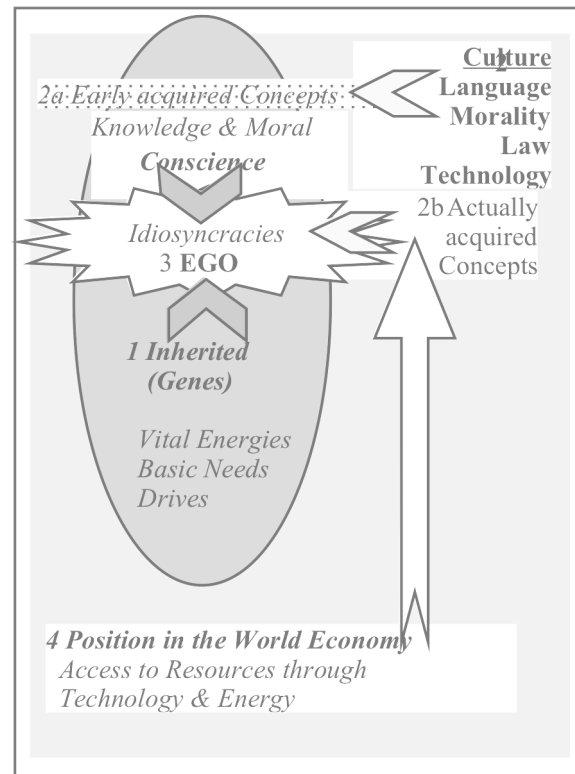 2
Culture
Language
Morality
Law
Technology
2a Early acquired Concepts
Knowledge & Moral
Conscience
2b Actually
acquired
Concepts
Idiosyncracies
3 EGO
1 Inherited
(Genes)
Vital Energies
Basic Needs
Drives
4 Position in the World Economy
Access to Resources through
Technology & Energy